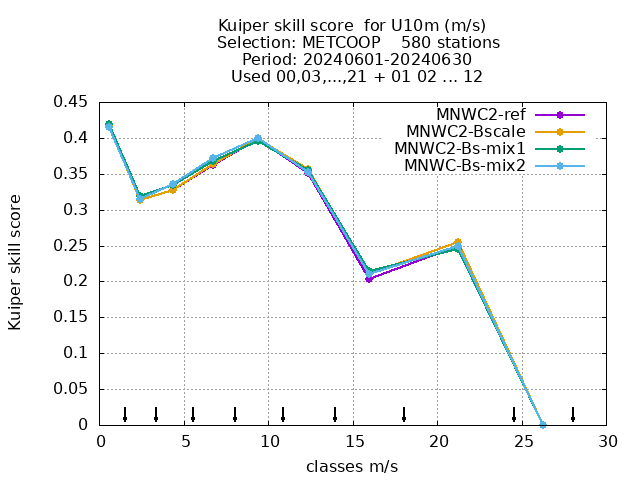 Kuiper skill score  for U10m (m/s)
Selection: METCOOP    580 stations
Period: 20240601-20240630
Used 00,03,...,21 + 01 02 ... 12
MNWC2-ref
MNWC2-Bscale
MNWC2-Bs-mix1
MNWC-Bs-mix2
Kuiper skill score
0.45
0.4
0.35
0.3
0.25
0.2
0.15
0.1
0.05
0
0 5 10 15 20 25 30
classes m/s